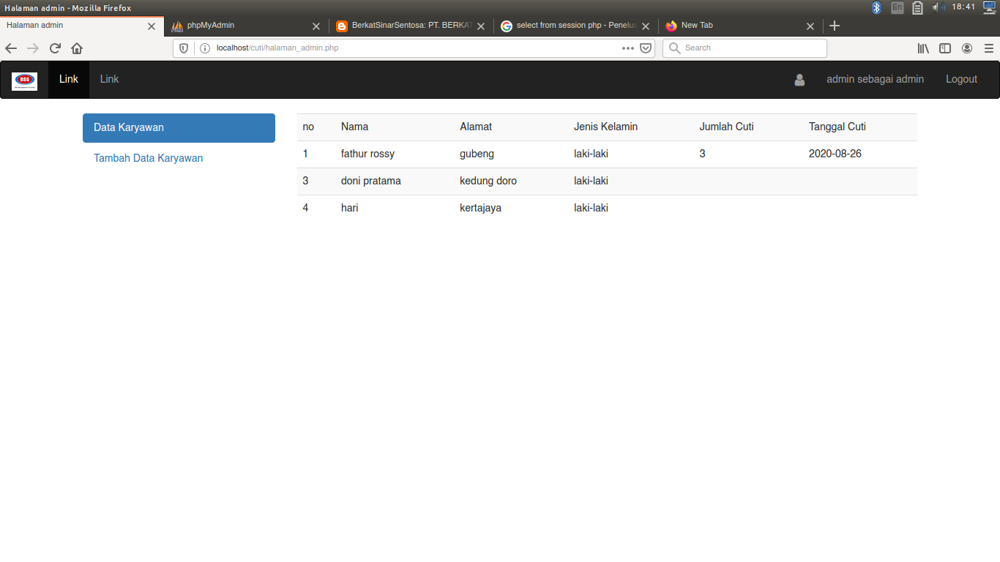 Halaman admin - Mozilla Firefox
En
18:41
Halaman admin
phpMyAdmin
BerkatSinarSentosa: PT. BERKAT
select from session php - Penelus
New Tab
localhost/cuti/halaman_admin.php
Search
BSS
Link
Link
admin sebagai admin
Logout
Data Karyawan
Tambah Data Karyawan
no Nama Alamat Jenis Kelamin Jumlah Cuti Tanggal Cuti
1 fathur rossy gubeng laki-laki 3 2020-08-26
3 doni pratama kedung doro laki-laki
4 hari kertajaya laki-laki